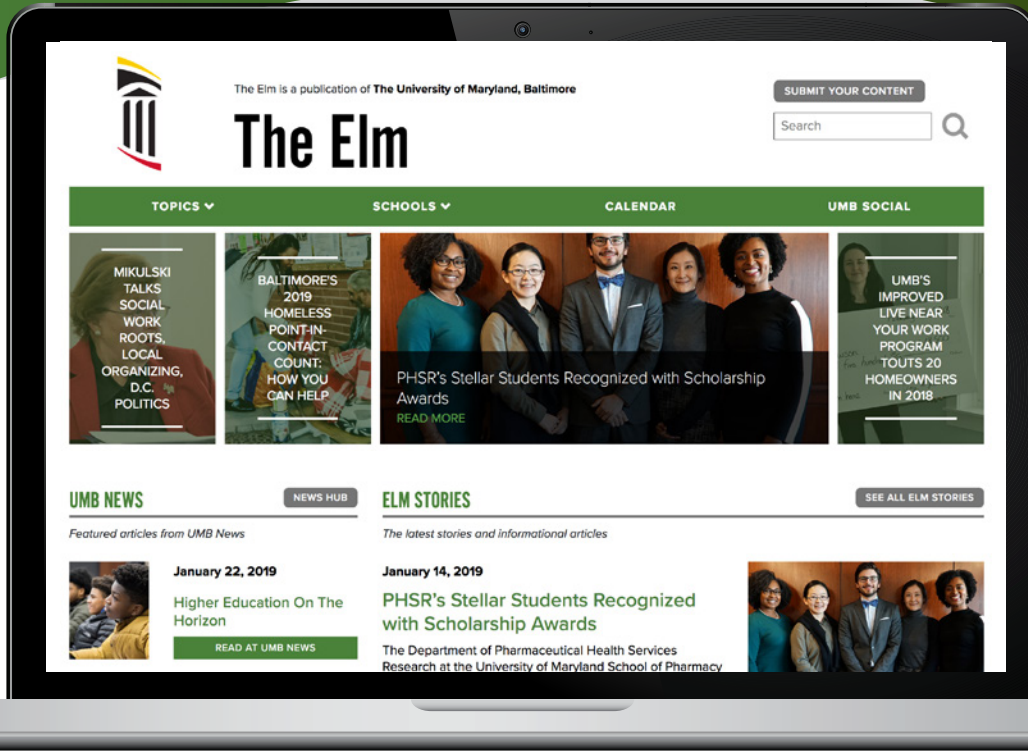 The Elm is a publication of The University of Maryland, Baltimore
The Elm
SUBMIT YOUR CONTENT
Search
TOPICS
SCHOOLS
CALENDAR
UMB SOCIAL
MIKULSKI
TALKS
SOCIAL
WORK
ROOTS,
LOCAL
ORGANIZING,
D.C.
POLITICS
BALTIMORE'S
2019
HOMELESS
POINT-IN-
CONTACT
COUNT:
HOW YOU
CAN HELP
PHSR's Stellar Students Recognized with Scholarship
Awards
READ MORE
UMB'S
IMPROVED
LIVE NEAR
YOUR WORK
PROGRAM
TOUTS 20
HOMEOWNERS
IN 2018
UMB NEWS
NEWS HUB
Featured articles from UMB News
January 22, 2019
Higher Education On The
Horizon
READ AT UMB NEWS
ELM STORIES
SEE ALL ELM STORIES
The latest stories and informational articles
January 14, 2019
PHSR's Stellar Students Recognized
with Scholarship Awards
The Department of Pharmaceutical Health Services
Research at the University of Maryland School of Pharmacy